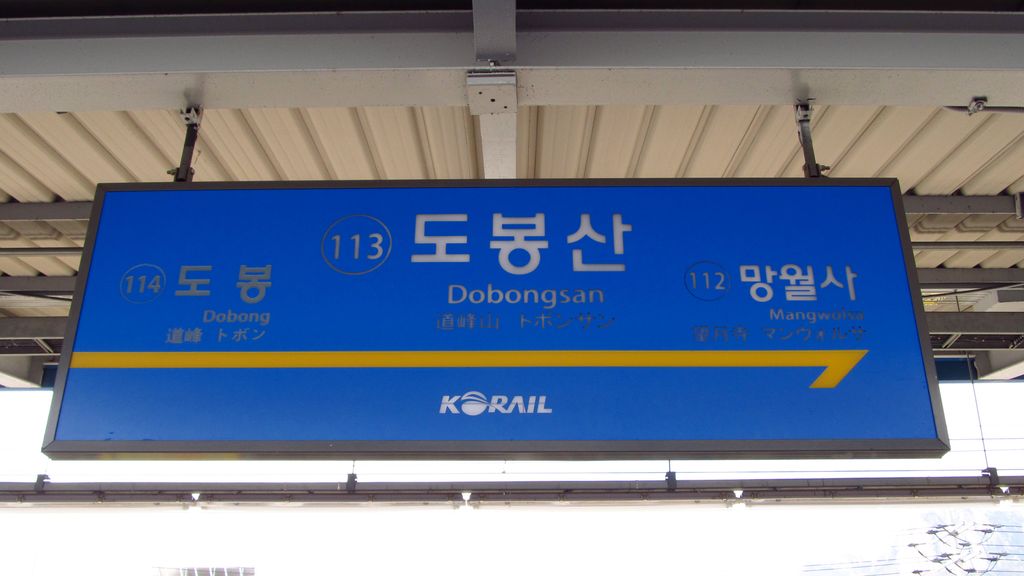 114 도봉
Dobong
道峰 トボン
113 도봉산
Dobongsan
道峰山 トボンサン
112 망월사
Mangwolsa
望月寺 マンウォルサ
KORAIL